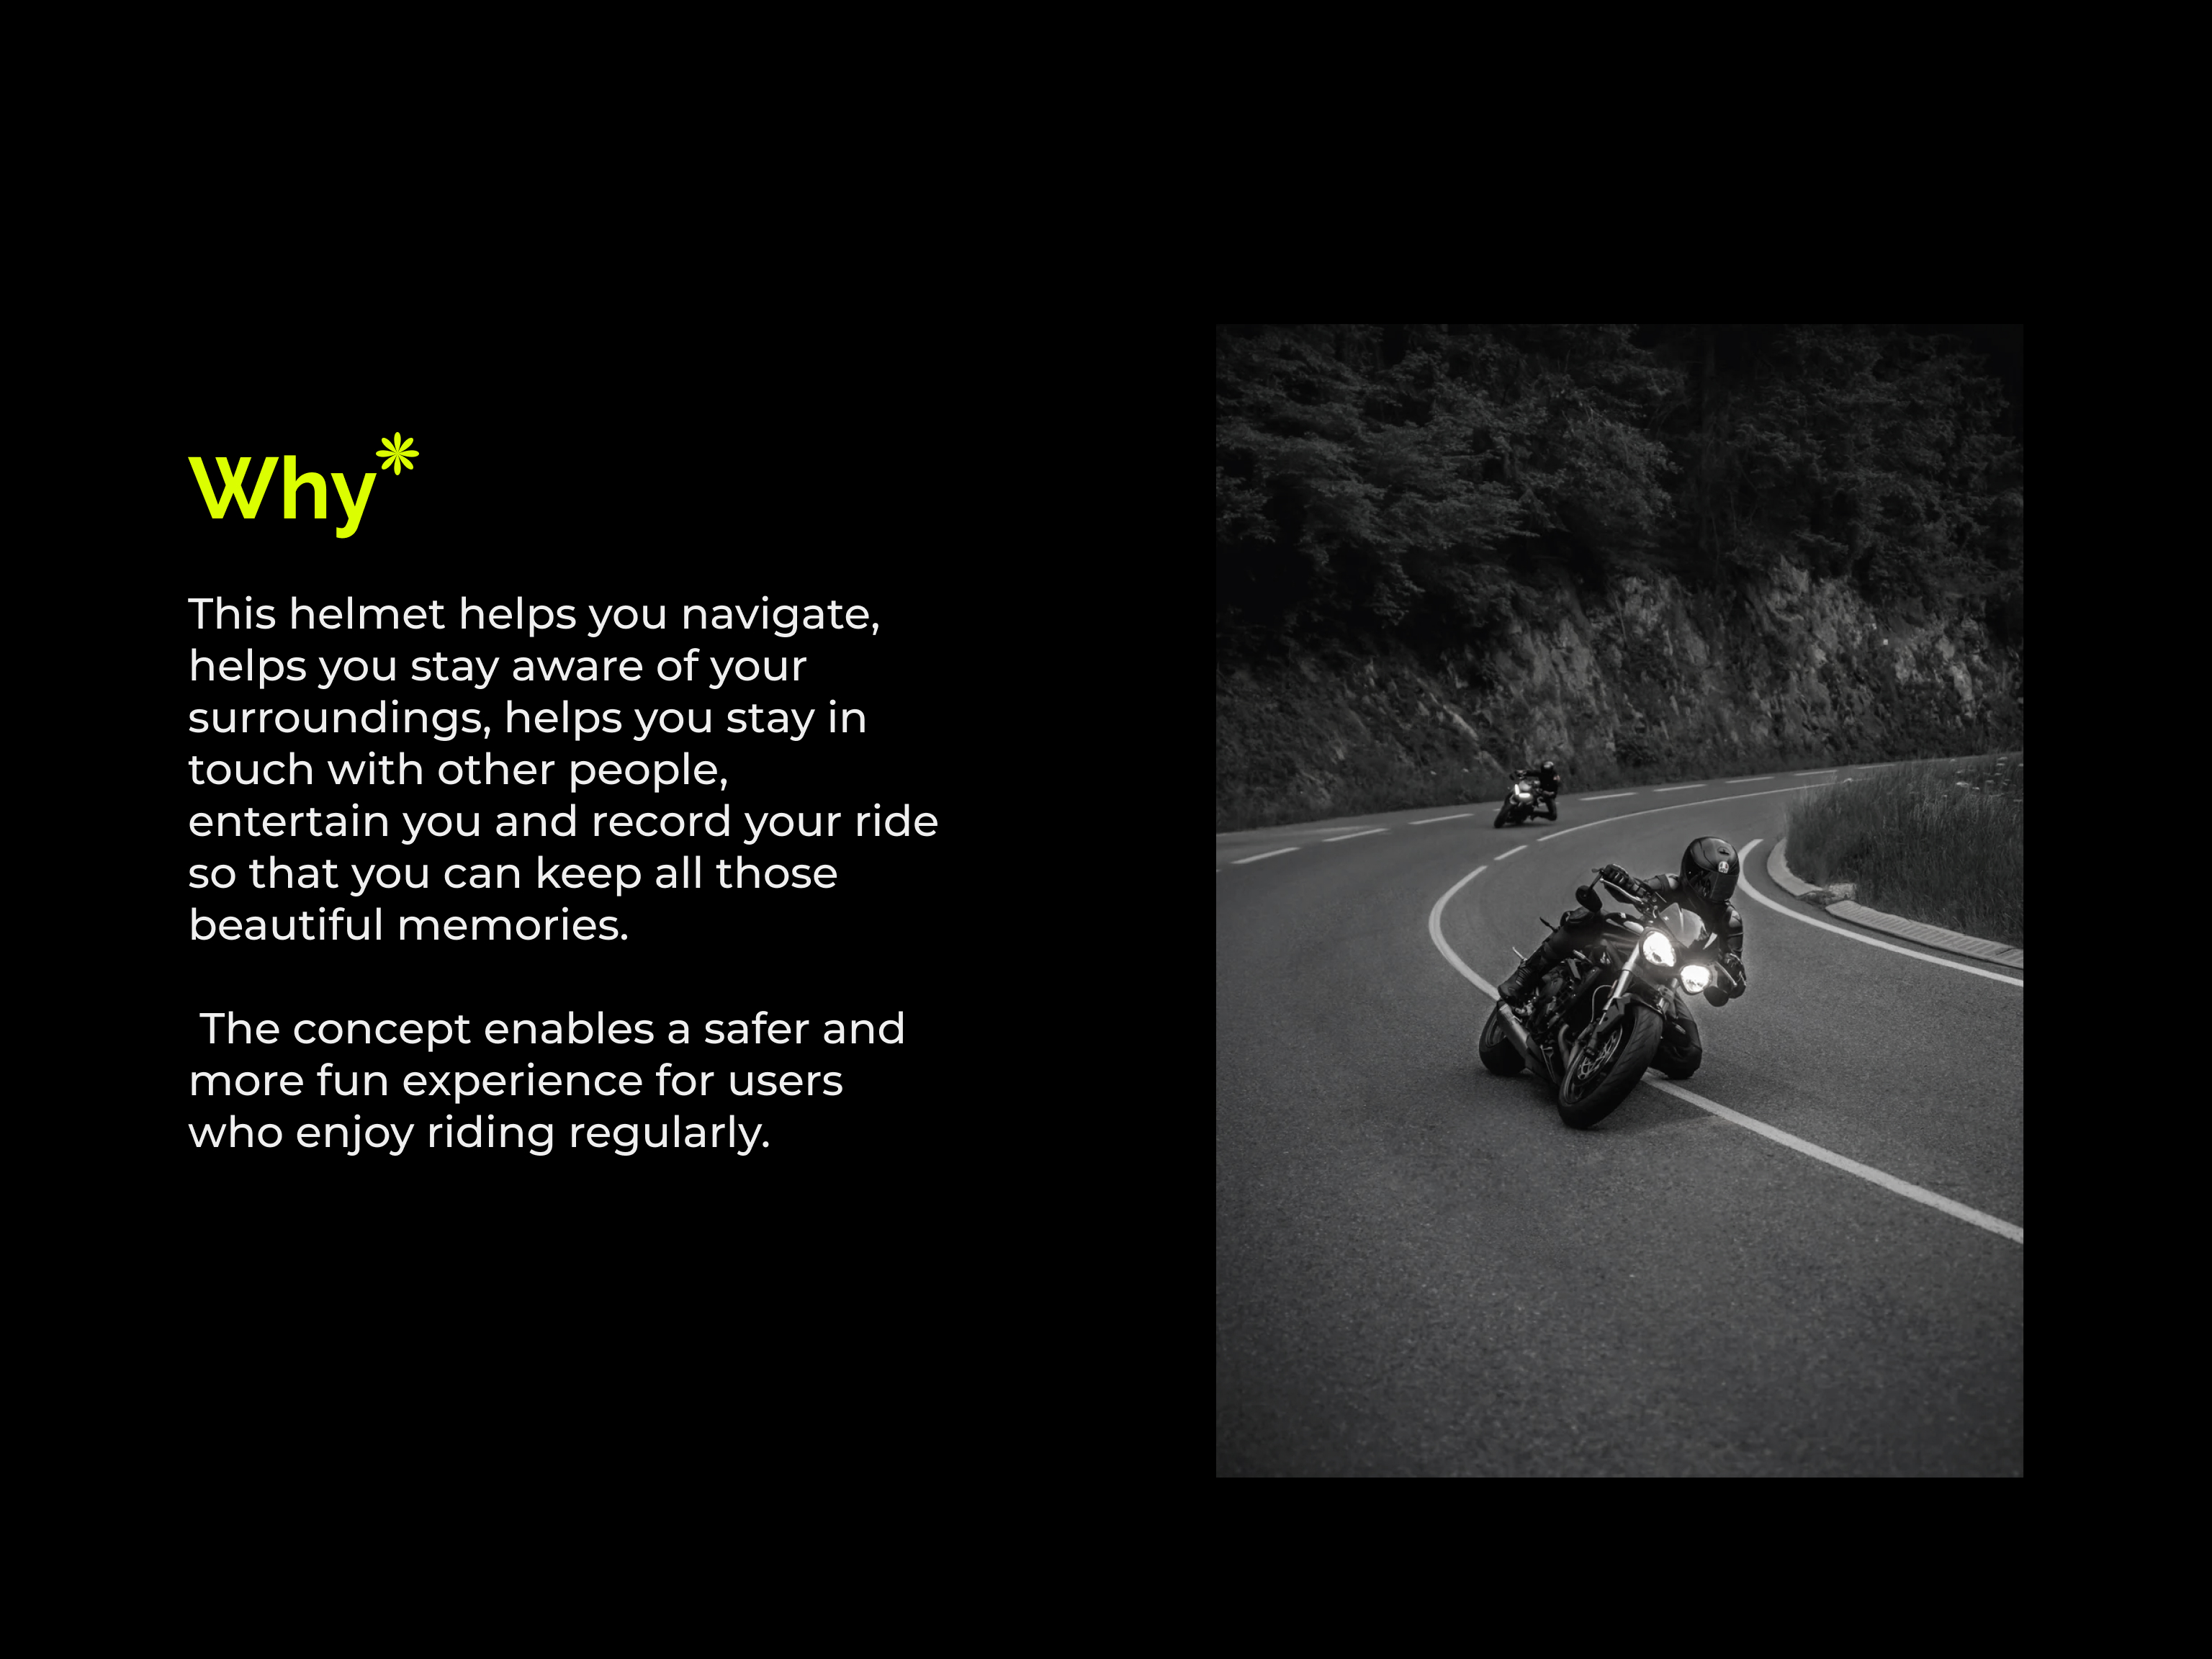 Why*
This helmet helps you navigate,
helps you stay aware of your
surroundings, helps you stay in
touch with other people,
entertain you and record your ride
so that you can keep all those
beautiful memories.
The concept enables a safer and
more fun experience for users
who enjoy riding regularly.